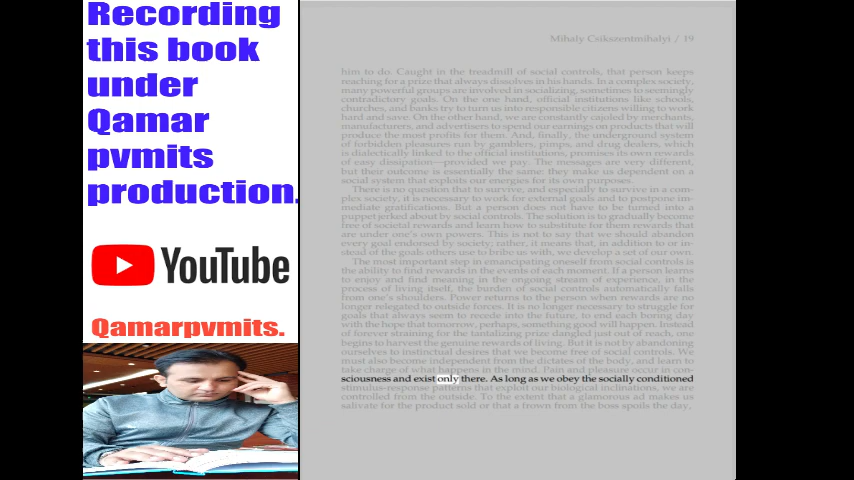 Recording
this book
under
Qamar
pvmits
production.
YouTube
Qamarpvmits.
Mihaly Csikszentmihalyi / 19
him to do. Caught in the treadmill of social controls, that person keeps
reaching for a prize that always dissolves in his hands. In a complex society,
many powerful groups are involved in socializing, sometimes to seemingly
contradictory goals. On the one hand, official institutions like schools,
churches, and banks try to turn us into responsible citizens willing to work
hard and save. On the other hand, we are constantly cajoled by merchants,
manufacturers, and advertisers to spend our earnings on products that will
produce the most profits for them. And, finally, the underground system
of forbidden pleasures run by gamblers, pimps, and drug dealers, which
is dialectically linked to the official institutions, promises its own rewards
of easy dissipation—provided we pay. The messages are very different,
but their outcome is essentially the same: they make us dependent on a
social system that exploits our energies for its own purposes.
There is no question that to survive, and especially to survive in a com-
plex society, it is necessary to work for external goals and to postpone im-
mediate gratifications. But a person does not have to be turned into a
puppet jerked about by social controls. The solution is to gradually become
free of societal rewards and learn how to substitute for them rewards that
are under one's own powers. This is not to say that we should abandon
every goal endorsed by society; rather, it means that, in addition to or in-
stead of the goals others use to bribe us with, we develop a set of our own.
The most important step in emancipating oneself from social controls is
the ability to find rewards in the events of each moment. If a person learns
to enjoy and find meaning in the ongoing stream of experience, in the
process of living itself, the burden of social controls automatically falls
from one's shoulders. Power returns to the person when rewards are no
longer relegated to outside forces. It is no longer necessary to struggle for
goals that always seem to recede into the future, to end each boring day
with the hope that tomorrow, perhaps, something good will happen. Instead
of forever straining for the tantalizing prize dangled just out of reach, one
begins to harvest the genuine rewards of living. But it is not by abandoning
ourselves to instinctual desires that we become free of social controls. We
must also become independent from the dictates of the body, and learn to
take charge of what happens in the mind. Pain and pleasure occur in con-
sciousness and exist only there. As long as we obey the socially conditioned
stimulus-response patterns that exploit our biological inclinations, we are
controlled from the outside. To the extent that a glamorous ad makes us
salivate for the product sold or that a frown from the boss spoils the day,